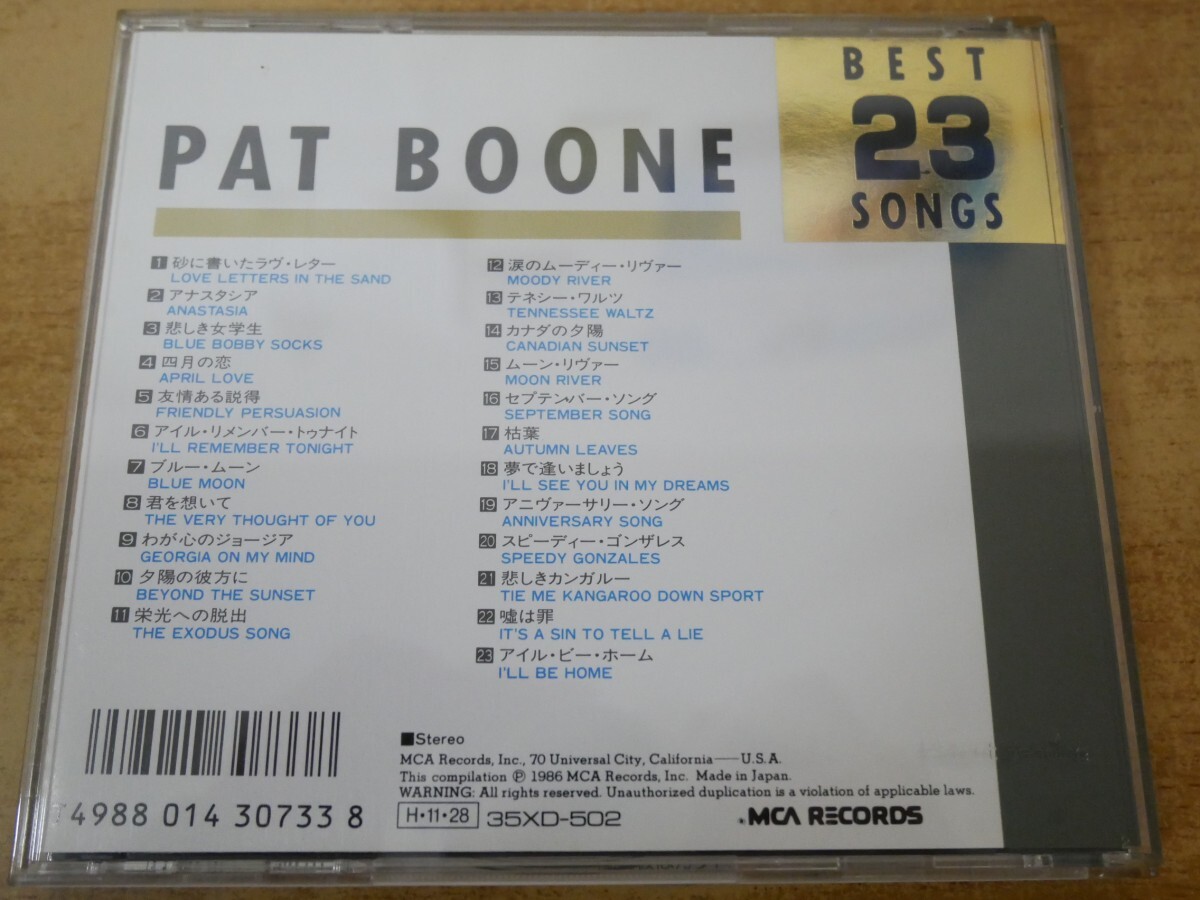 BEST
23
SONGS
PAT BOONE
1 砂に書いたラヴ・レター
LOVE LETTERS IN THE SAND
2 アナスタシア
ANASTASIA
3 悲しき女学生
BLUE BOBBY SOCKS
4 四月の恋
APRIL LOVE
5 友情ある説得
FRIENDLY PERSUASION
6 アイル・リメンバー・トゥナイト
I'LL REMEMBER TONIGHT
7 ブルー・ムーン
BLUE MOON
8 君を想いて
THE VERY THOUGHT OF YOU
9 わが心のジョージア
GEORGIA ON MY MIND
10 夕陽の彼方に
BEYOND THE SUNSET
11 栄光への脱出
THE EXODUS SONG
12 涙のムーディー・リヴァー
MOODY RIVER
13 テネシー・ワルツ
TENNESSEE WALTZ
14 カナダの夕陽
CANADIAN SUNSET
15 ムーン・リヴァー
MOON RIVER
16 セプテンバー・ソング
SEPTEMBER SONG
17 枯葉
AUTUMN LEAVES
18 夢で逢いましょう
I'LL SEE YOU IN MY DREAMS
19 アニヴァーサリー・ソング
ANNIVERSARY SONG
20 スピーディー・ゴンザレス
SPEEDY GONZALES
21 悲しきカンガルー
TIE ME KANGAROO DOWN SPORT
22 嘘は罪
IT'S A SIN TO TELL A LIE
23 アイル・ビー・ホーム
I'LL BE HOME
■Stereo
MCA Records, Inc., 70 Universal City, California—U.S.A.
This compilation ℗ 1986 MCA Records, Inc. Made in Japan.
WARNING: All rights reserved. Unauthorized duplication is a violation of applicable laws.
T4988 014 30733 8
H・11・28 35XD-502
MCA RECORDS